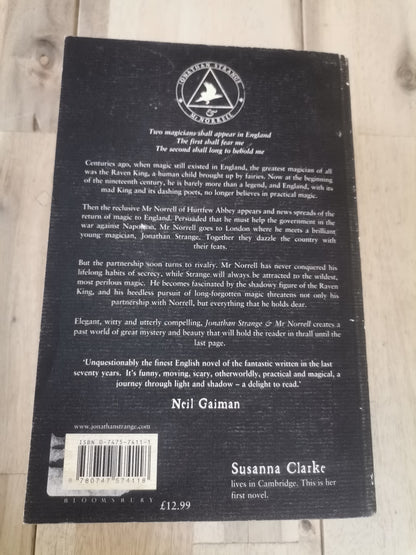 JONATHAN STRANGE
& MR NORRELL
Two magicians shall appear in England
The first shall fear me
The second shall long to behold me
Centuries ago, when magic still existed in England, the greatest magician of all
was the Raven King, a human child brought up by fairies. Now at the beginning
of the nineteenth century, he is barely more than a legend, and England, with its
mad King and its dashing poets, no longer believes in practical magic.
Then the reclusive Mr Norrell of Hurtfew Abbey appears and news spreads of the
return of magic to England. Persuaded that he must help the government in the
war against Napoleon, Mr Norrell goes to London where he meets a brilliant
young magician, Jonathan Strange. Together they dazzle the country with
their feats.
But the partnership soon turns to rivalry. Mr Norrell has never conquered his
lifelong habits of secrecy, while Strange will always be attracted to the wildest,
most perilous magic. He becomes fascinated by the shadowy figure of the Raven
King, and his heedless pursuit of long-forgotten magic threatens not only his
partnership with Norrell, but everything that he holds dear.
Elegant, witty and utterly compelling, Jonathan Strange & Mr Norrell creates a
past world of great mystery and beauty that will hold the reader in thrall until the
last page.
'Unquestionably the finest English novel of the fantastic written in the last
seventy years. It's funny, moving, scary, otherworldly, practical and magical, a
journey through light and shadow – a delight to read.'
Neil Gaiman
www.jonathanstrange.com
ISBN 0-7475-7411-1
9 780747 574118
BLOOMSBURY
£12.99
Susanna Clarke
lives in Cambridge. This is her
first novel.